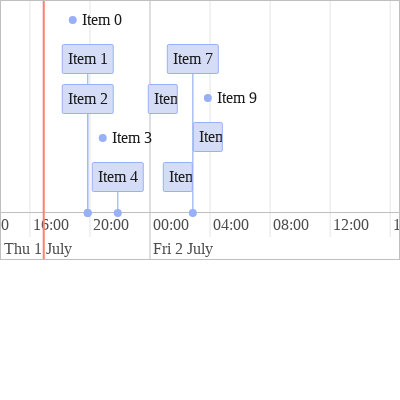 Item 0
Item 1
Item 7
Item 2
Item 9
Item 3
Item 4
16:00
20:00
00:00
04:00
08:00
12:00
Thu 1 July
Fri 2 July